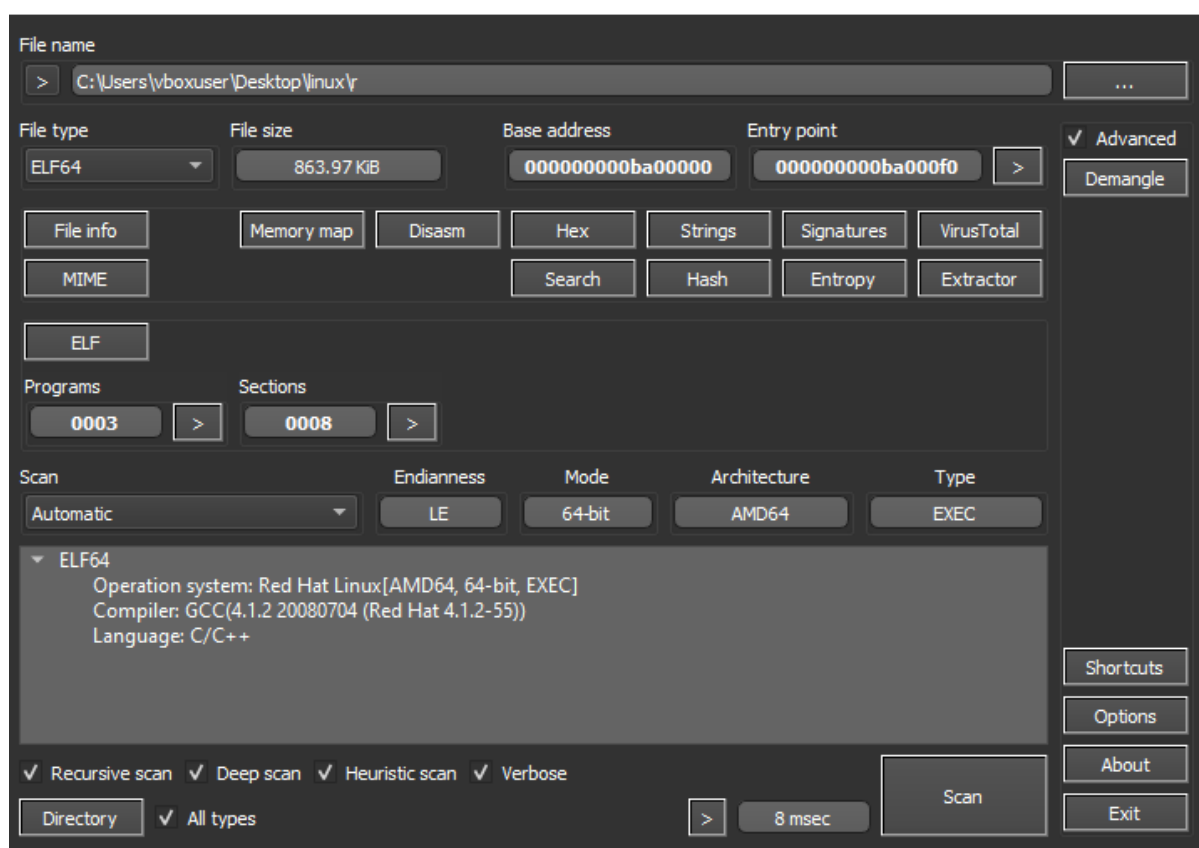 File name
> C:\Users\vboxuser\Desktop\linux\r ...
File type File size Base address Entry point
✓ Advanced
ELF64 863.97 KiB 000000000ba00000 000000000ba000f0 >
Demangle
File info Memory map Disasm Hex Strings Signatures VirusTotal
MIME Search Hash Entropy Extractor
ELF
Programs Sections
0003 > 0008 >
Scan Endianness Mode Architecture Type
Automatic LE 64-bit AMD64 EXEC
ELF64
Operation system: Red Hat Linux[AMD64, 64-bit, EXEC]
Compiler: GCC(4.1.2 20080704 (Red Hat 4.1.2-55))
Language: C/C++
Shortcuts
Options
✓ Recursive scan ✓ Deep scan ✓ Heuristic scan ✓ Verbose
About
Scan
Directory ✓ All types > 8 msec
Exit